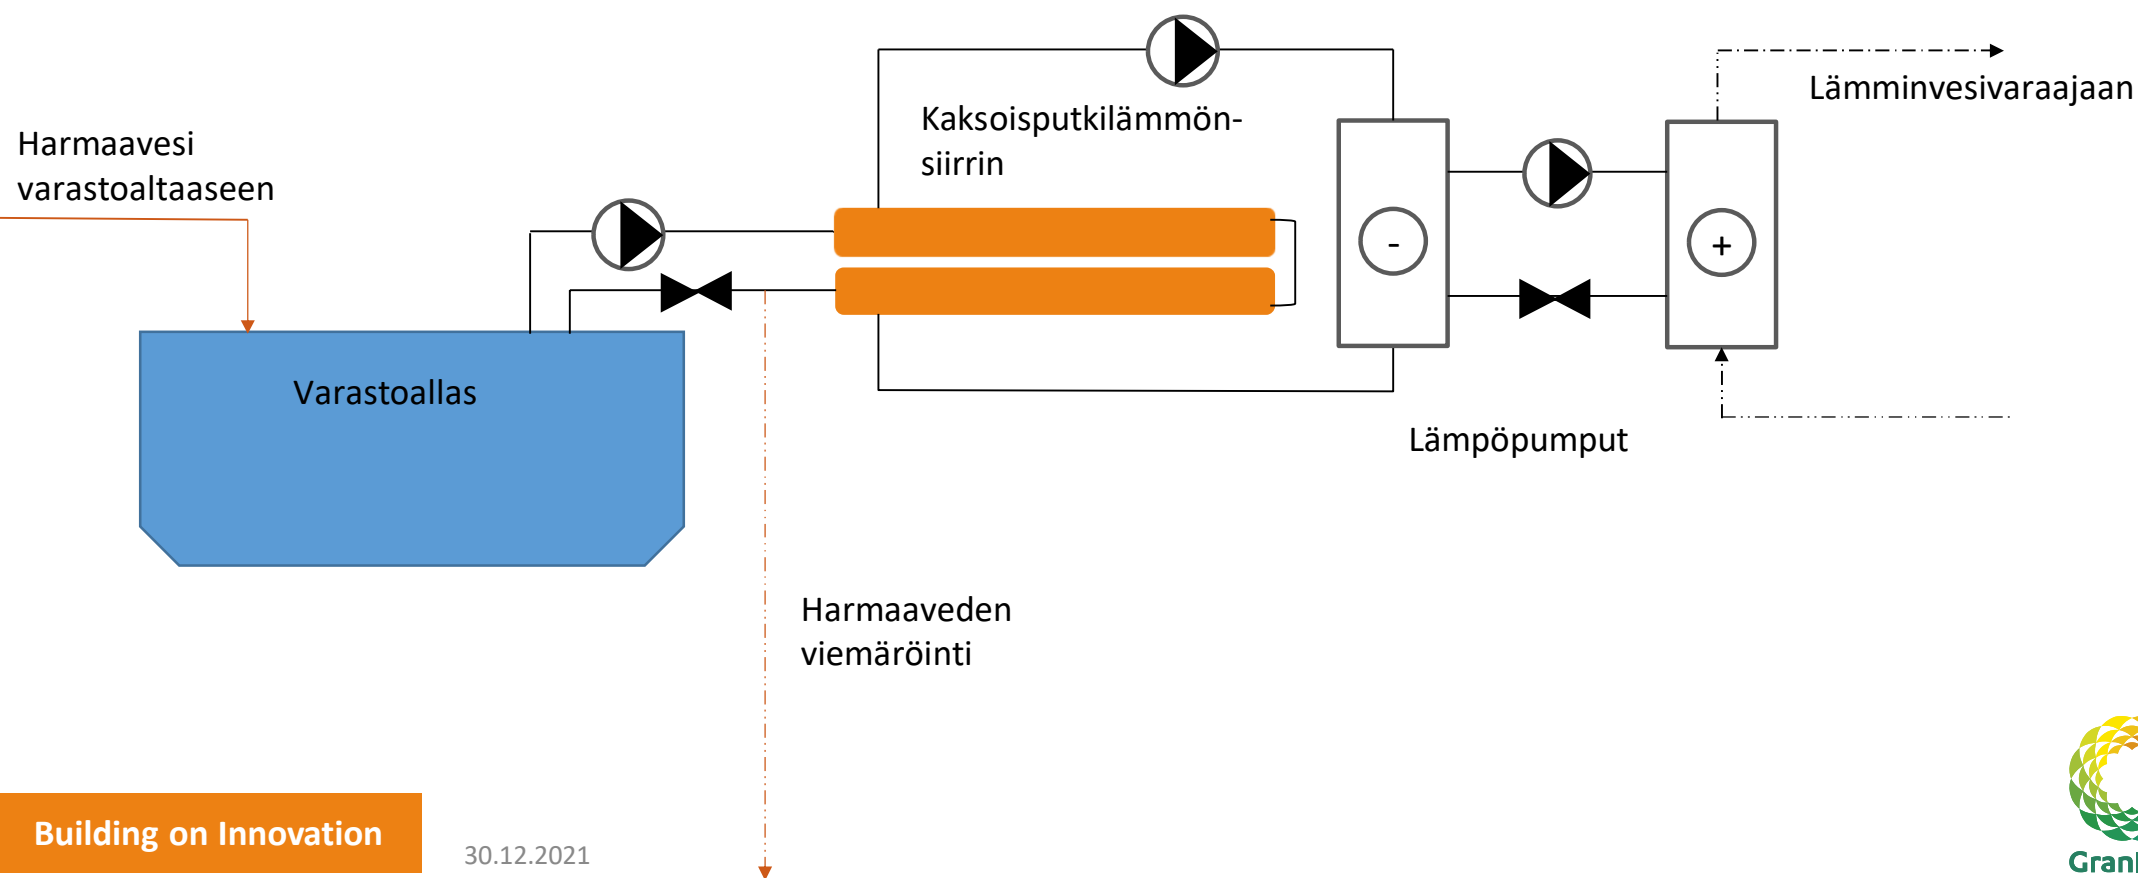 Lämminvesivaraajaan
Kaksoisputkilämmön-
siirrin
Harmaavesi
varastoaltaaseen
-
+
Varastoallas
Lämpöpumput
Harmaaveden
viemäröinti
Building on Innovation
30.12.2021